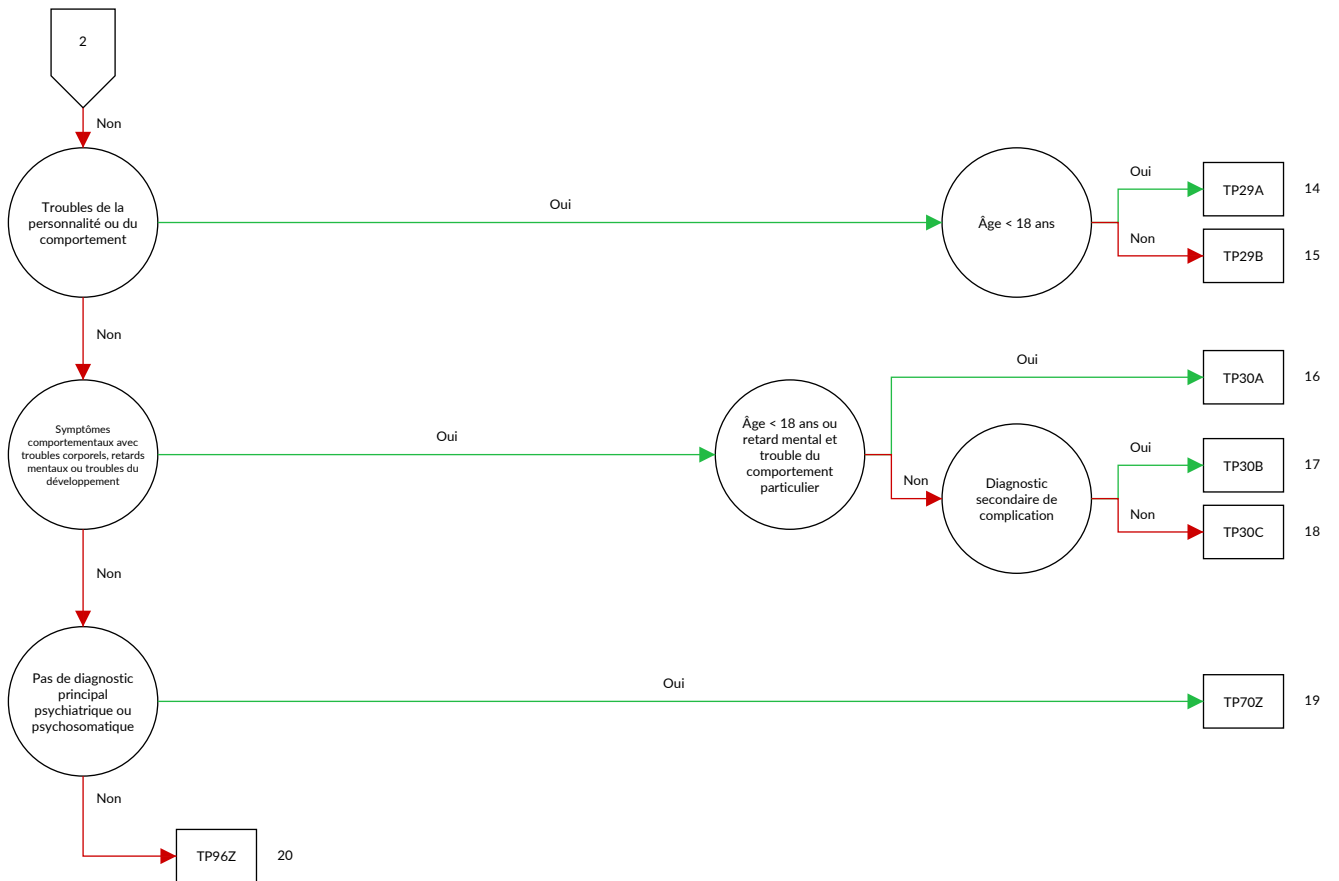 2
Non
Troubles de la
personnalité ou du
comportement
Oui
Âge < 18 ans
Oui
TP29A
14
Non
TP29B
15
Non
Symptômes
comportementaux avec
troubles corporels, retards
mentaux ou troubles du
développement
Oui
Âge < 18 ans ou
retard mental et
trouble du
comportement
particulier
Oui
TP30A
16
Non
Diagnostic
secondaire de
complication
Oui
TP30B
17
Non
TP30C
18
Non
Pas de diagnostic
principal
psychiatrique ou
psychosomatique
Oui
TP70Z
19
Non
TP96Z
20